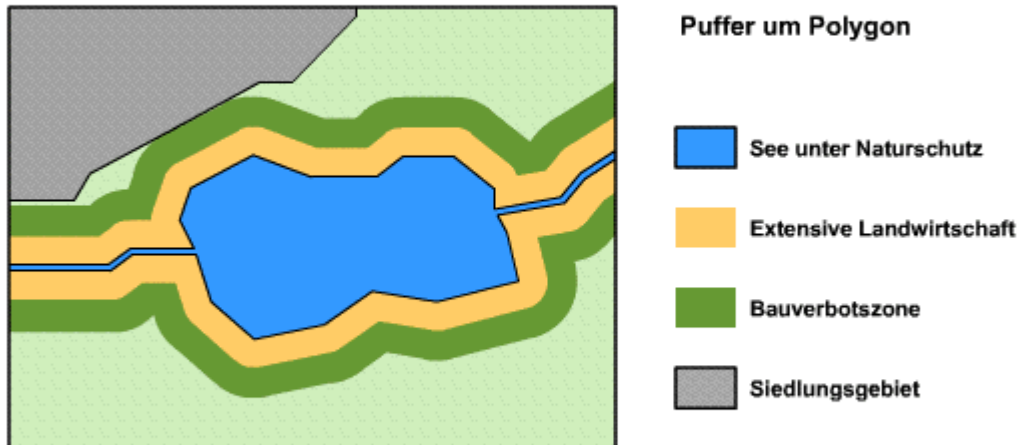 Puffer um Polygon
See unter Naturschutz
Extensive Landwirtschaft
Bauverbotszone
Siedlungsgebiet